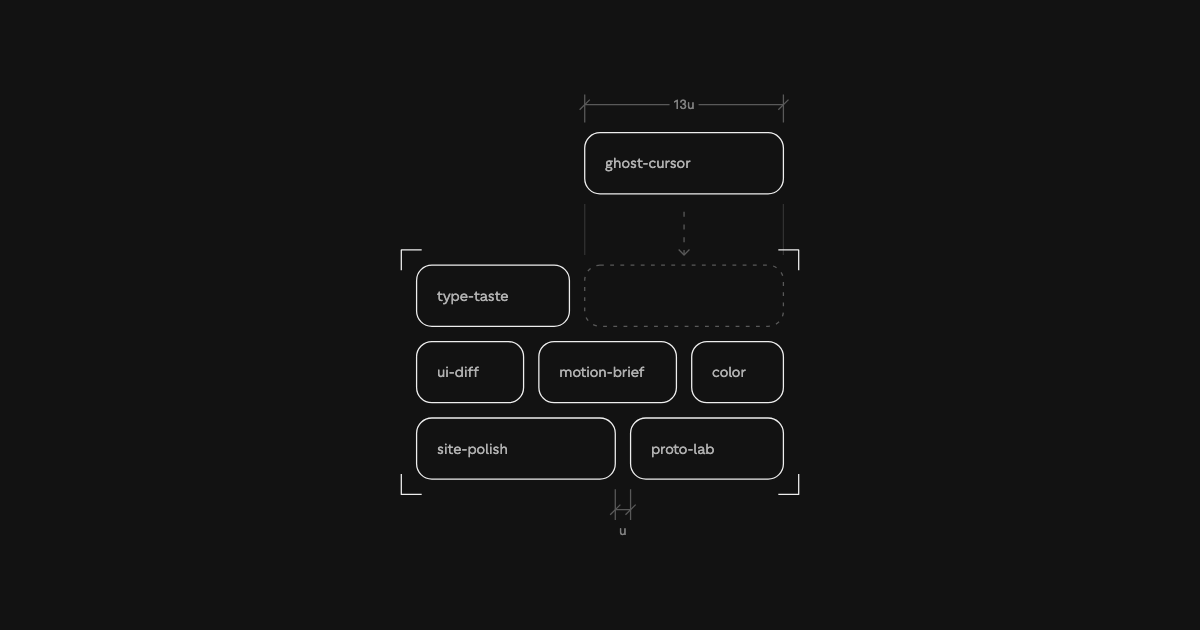 13u
ghost-cursor
type-taste
ui-diff
motion-brief
color
site-polish
proto-lab
u